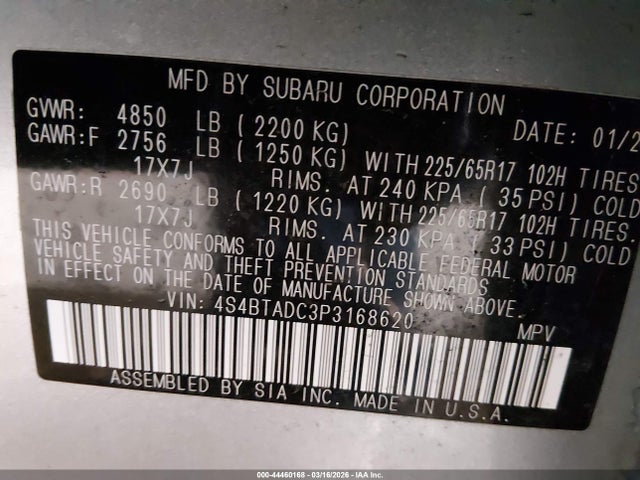 MFD BY SUBARU CORPORATION
GVWR: 4850 LB ( 2200 KG) DATE: 01/2
GAWR:F 2756 LB ( 1250 KG) WITH 225/65R17 102H TIRES
17X7J RIMS. AT 240 KPA ( 35 PSI) COLD
GAWR:R 2690 LB ( 1220 KG) WITH 225/65R17 102H TIRES.
17X7J RIMS. AT 230 KPA ( 33 PSI) COLD
THIS VEHICLE CONFORMS TO ALL APPLICABLE FEDERAL MOTOR
VEHICLE SAFETY AND THEFT PREVENTION STANDARDS
IN EFFECT ON THE DATE OF MANUFACTURE SHOWN ABOVE.
VIN: 4S4BTADC3P3168620 MPV
ASSEMBLED BY SIA INC. MADE IN U.S.A.
000-44460168 - 03/16/2026 - IAA Inc.